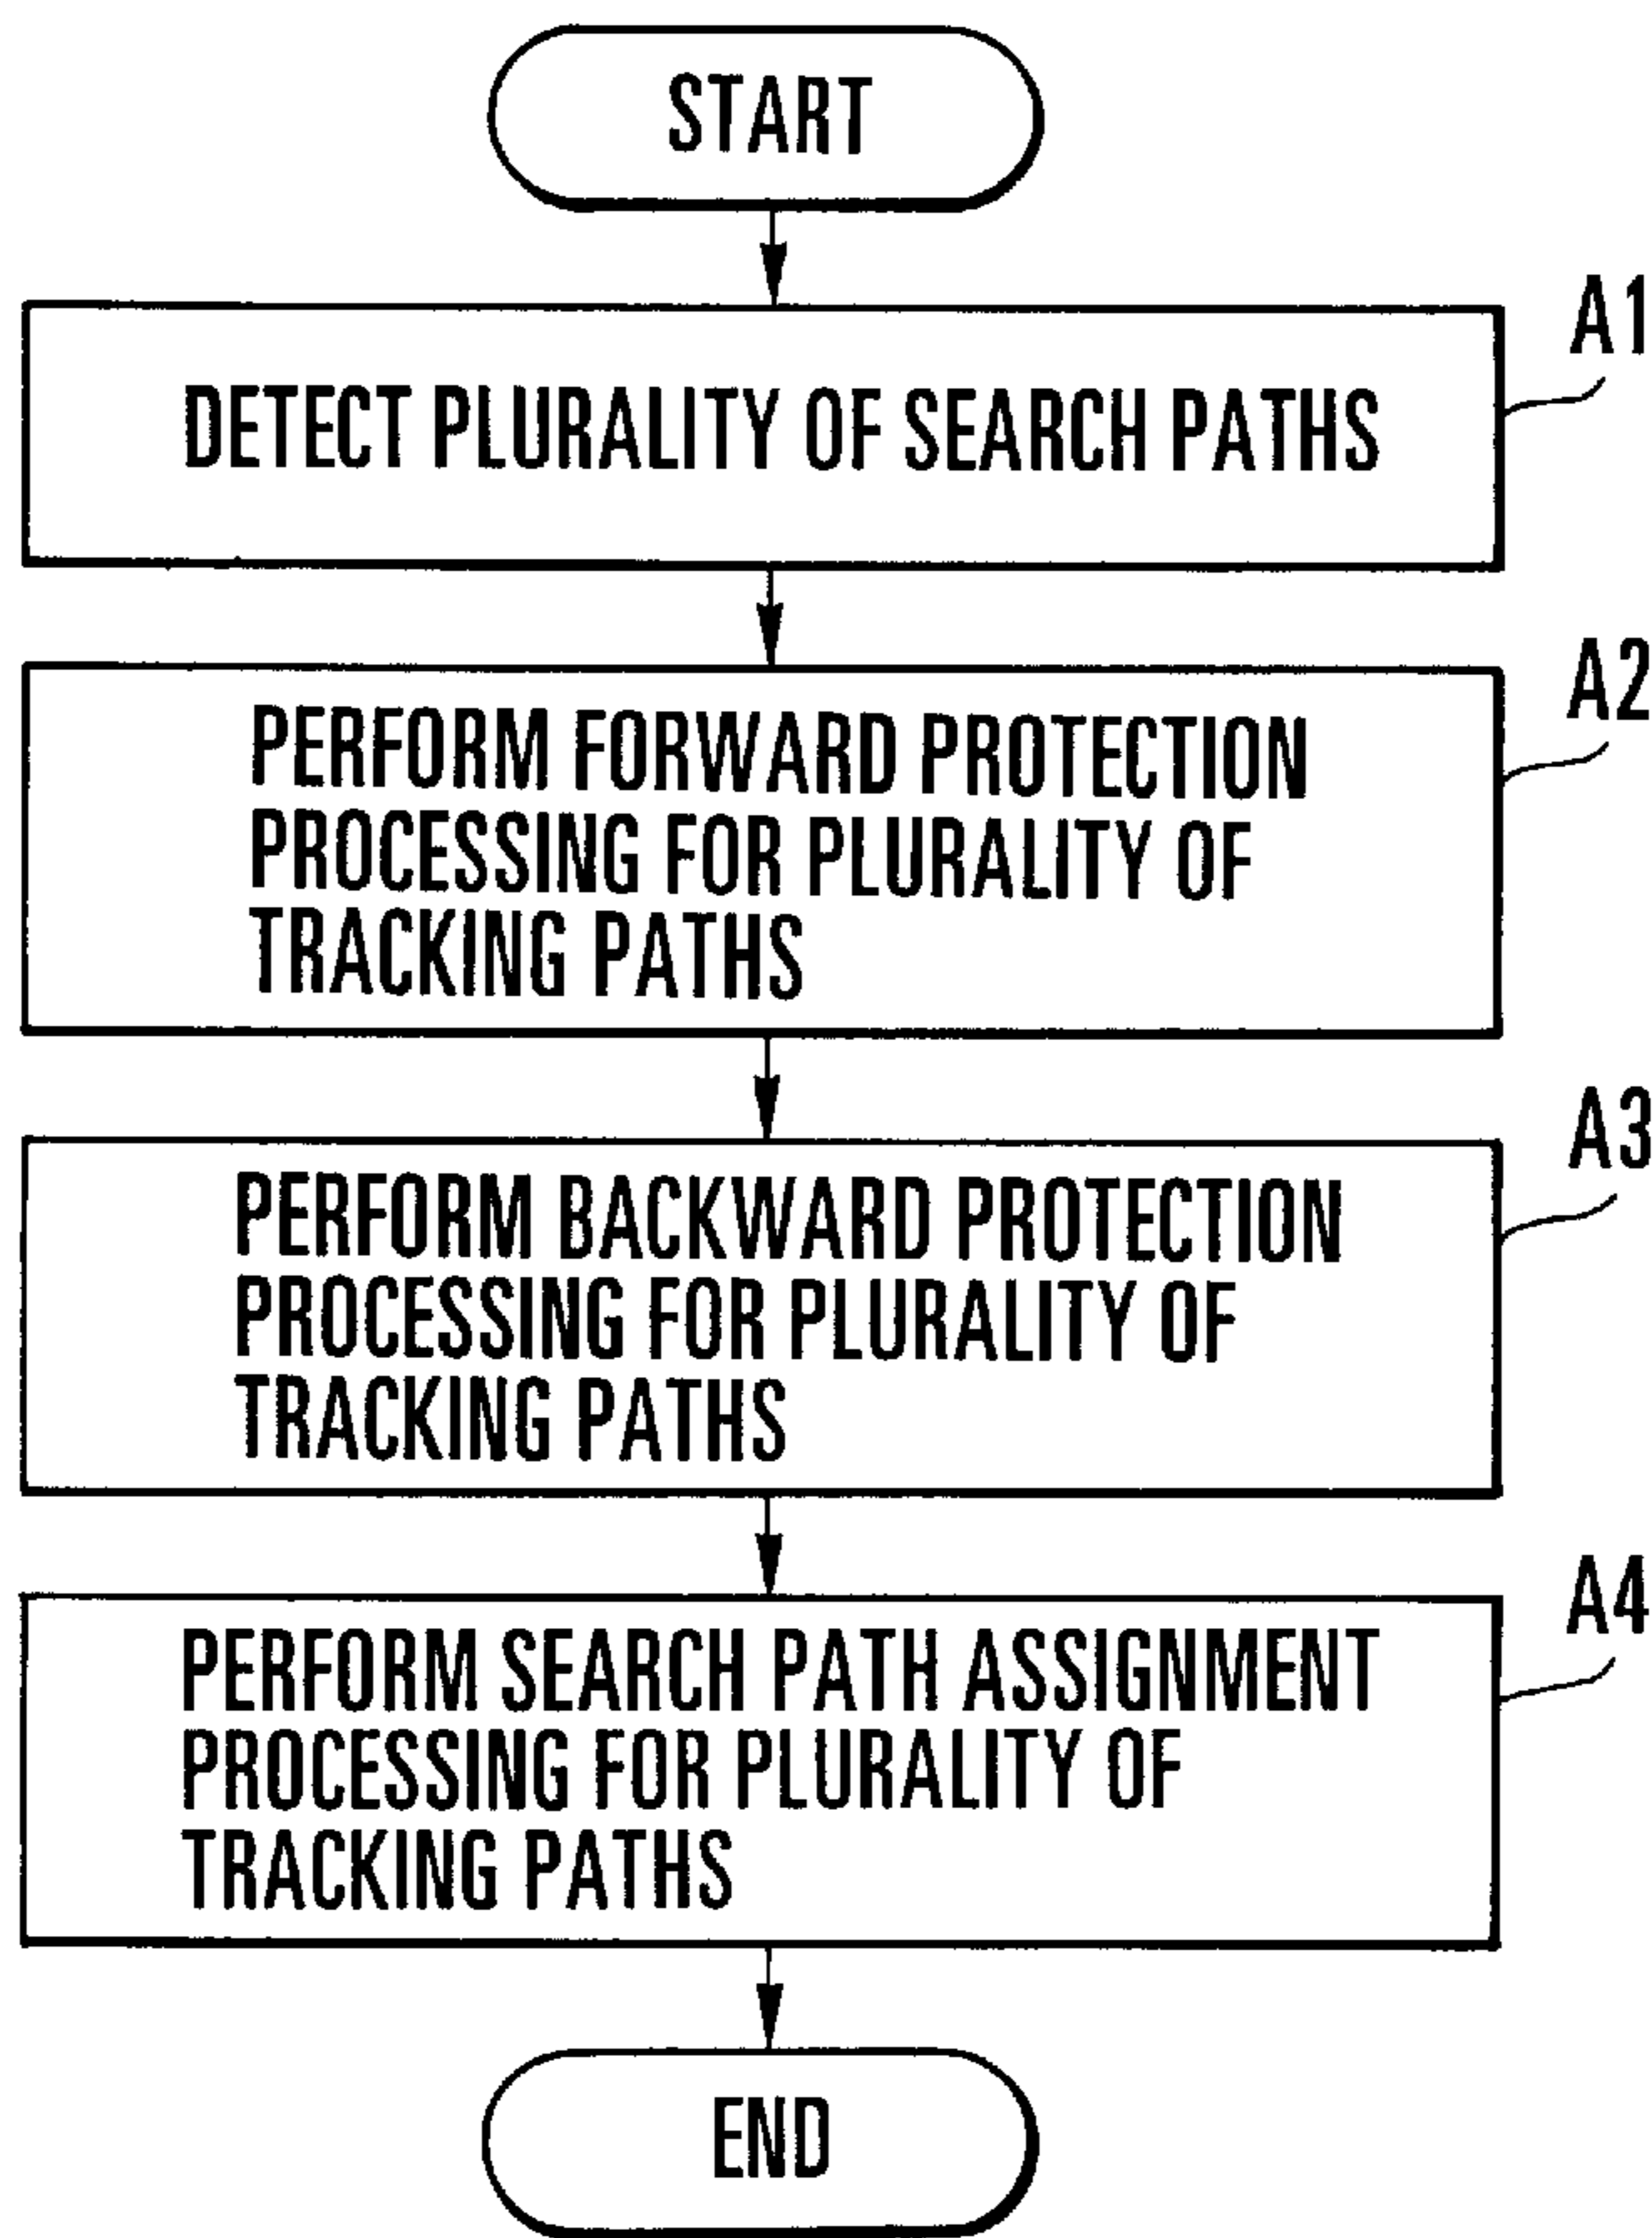 START
A1
DETECT PLURALITY OF SEARCH PATHS
A2
PERFORM FORWARD PROTECTION
PROCESSING FOR PLURALITY OF
TRACKING PATHS
A3
PERFORM BACKWARD PROTECTION
PROCESSING FOR PLURALITY OF
TRACKING PATHS
A4
PERFORM SEARCH PATH ASSIGNMENT
PROCESSING FOR PLURALITY OF
TRACKING PATHS
END